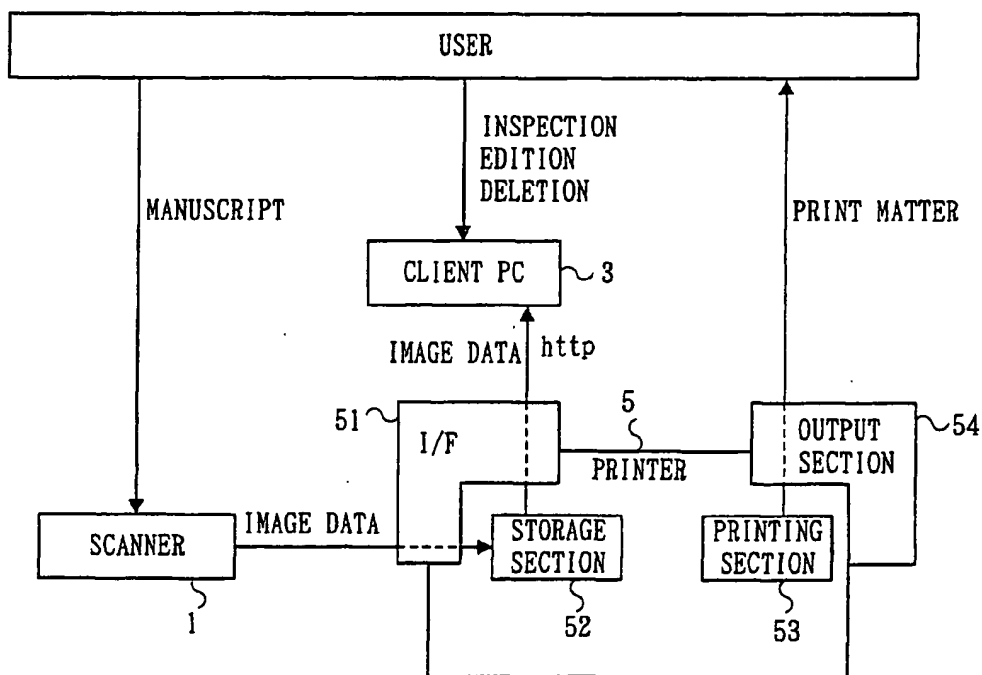 USER
INSPECTION
EDITION
DELETION
MANUSCRIPT
PRINT MATTER
CLIENT PC
3
IMAGE DATA
http
51
I/F
5
PRINTER
OUTPUT
SECTION
54
IMAGE DATA
SCANNER
1
STORAGE
SECTION
52
PRINTING
SECTION
53